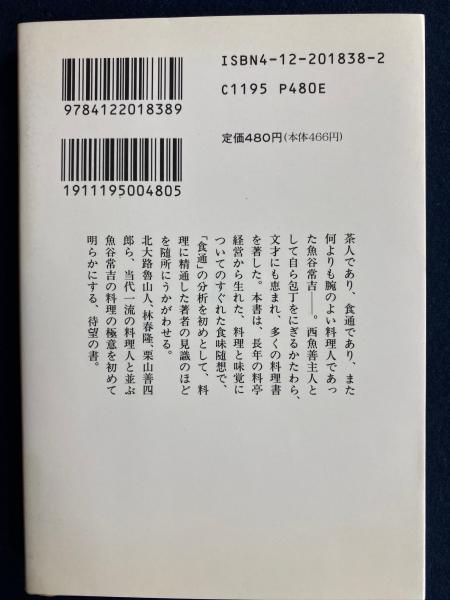 ISBN4-12-201838-2
C1195 P480E
9784122018389
定価480円(本体466円)
1911195004805
茶人であり、食通であり、また
何よりも腕のよい料理人であっ
た魚谷常吉――。西魚善主人と
して自ら包丁をにぎるかたわら、
文才にも恵まれ、多くの料理書
を著した。本書は、長年の料亭
経営から生れた、料理と味覚に
ついてのすぐれた食味随想で、
「食通」の分析を初めとして、料
理に精通した著者の見識のほど
を随所にうかがわせる。
北大路魯山人、林春隆、栗山善四
郎ら、当代一流の料理人と並ぶ
魚谷常吉の料理の極意を初めて
明らかにする、待望の書。